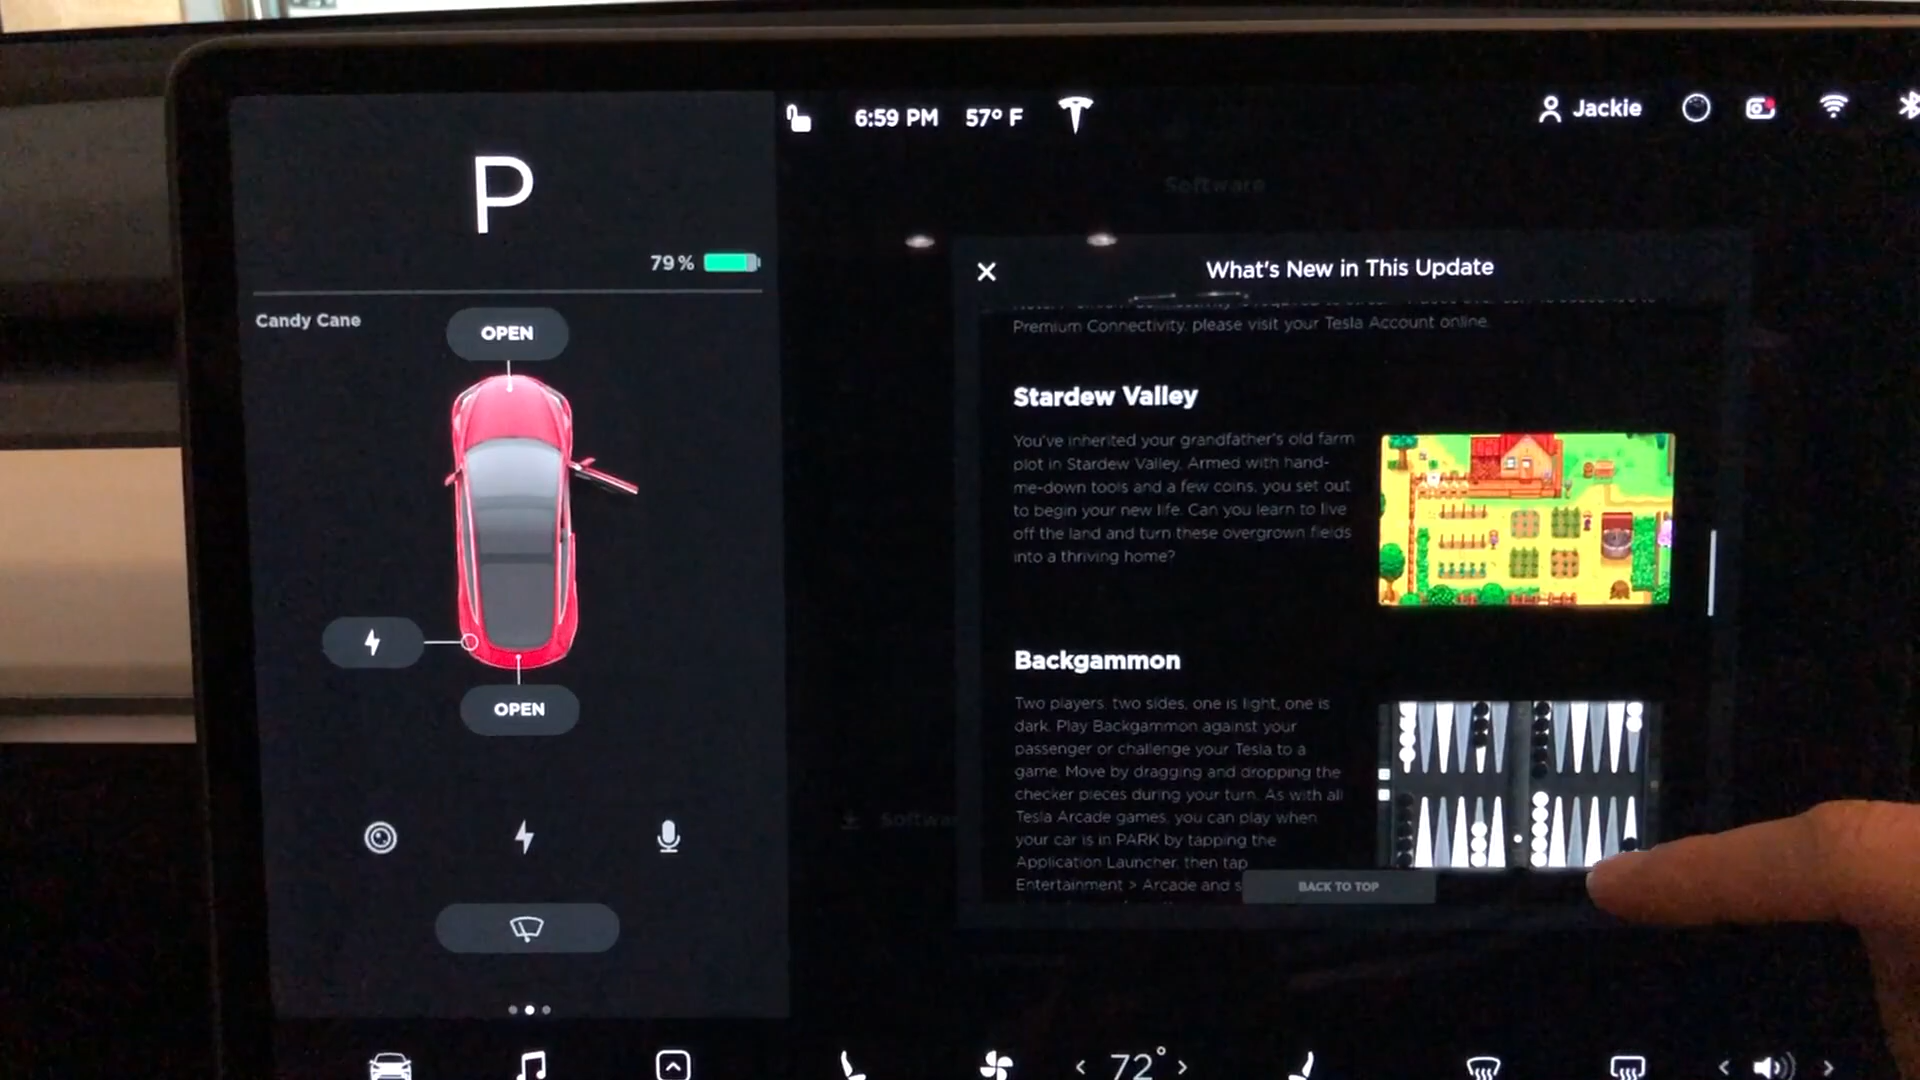 P
79 %
Candy Cane
OPEN
OPEN
6:59 PM 57° F
Jackie
Software
What's New in This Update
Premium Connectivity, please visit your Tesla Account online.
Stardew Valley
You've inherited your grandfather's old farm
plot in Stardew Valley. Armed with hand-
me-down tools and a few coins, you set out
to begin your new life. Can you learn to live
off the land and turn these overgrown fields
into a thriving home?
Backgammon
Two players, two sides, one is light, one is
dark. Play Backgammon against your
passenger or challenge your Tesla to a
game. Move by dragging and dropping the
checker pieces during your turn. As with all
Tesla Arcade games, you can play when
your car is in PARK by tapping the
Application Launcher, then tap
Entertainment > Arcade and s
BACK TO TOP
Softwa
< 72° >
< >